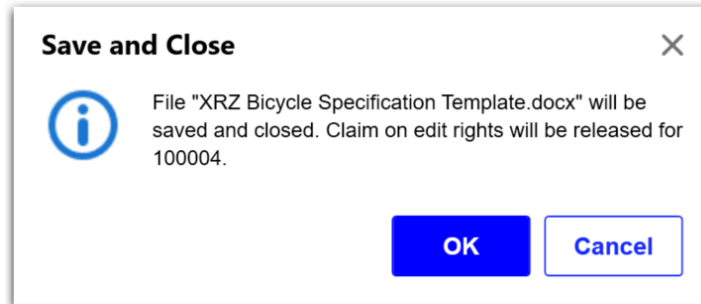 Save and Close
File "XRZ Bicycle Specification Template.docx" will be
saved and closed. Claim on edit rights will be released for
100004.
OK
Cancel